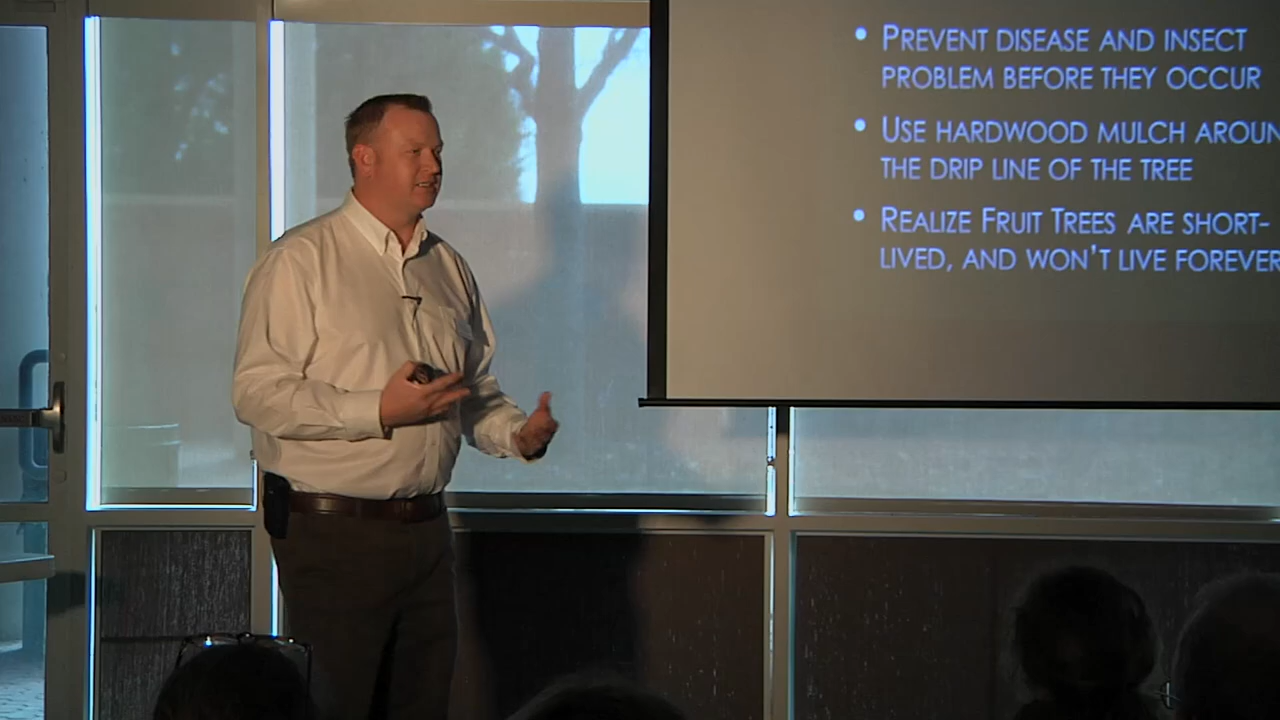 • PREVENT DISEASE AND INSECT
PROBLEM BEFORE THEY OCCUR
• USE HARDWOOD MULCH AROUN
THE DRIP LINE OF THE TREE
• REALIZE FRUIT TREES ARE SHORT-
LIVED, AND WON'T LIVE FOREVER